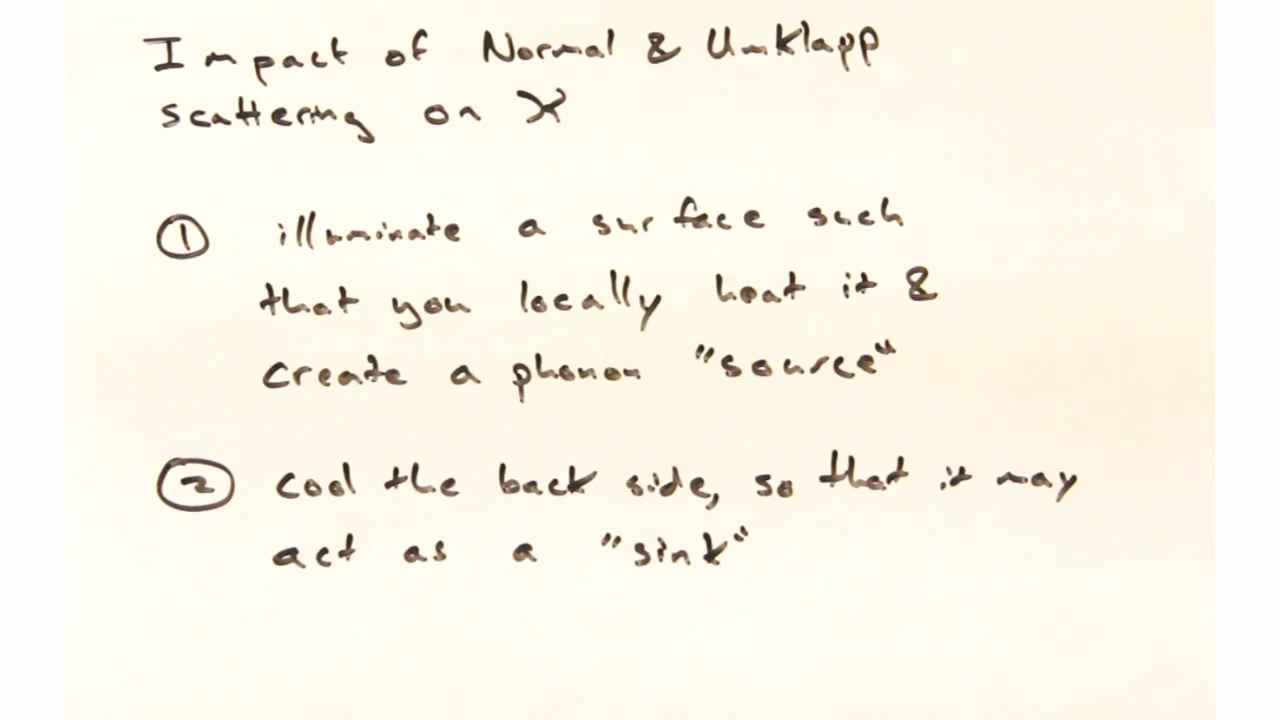 Impact of Normal & Umklapp
scattering on ϰ
① illuminate a surface such
that you locally heat it &
create a phonon "source"
② cool the back side, so that it may
act as a "sink"